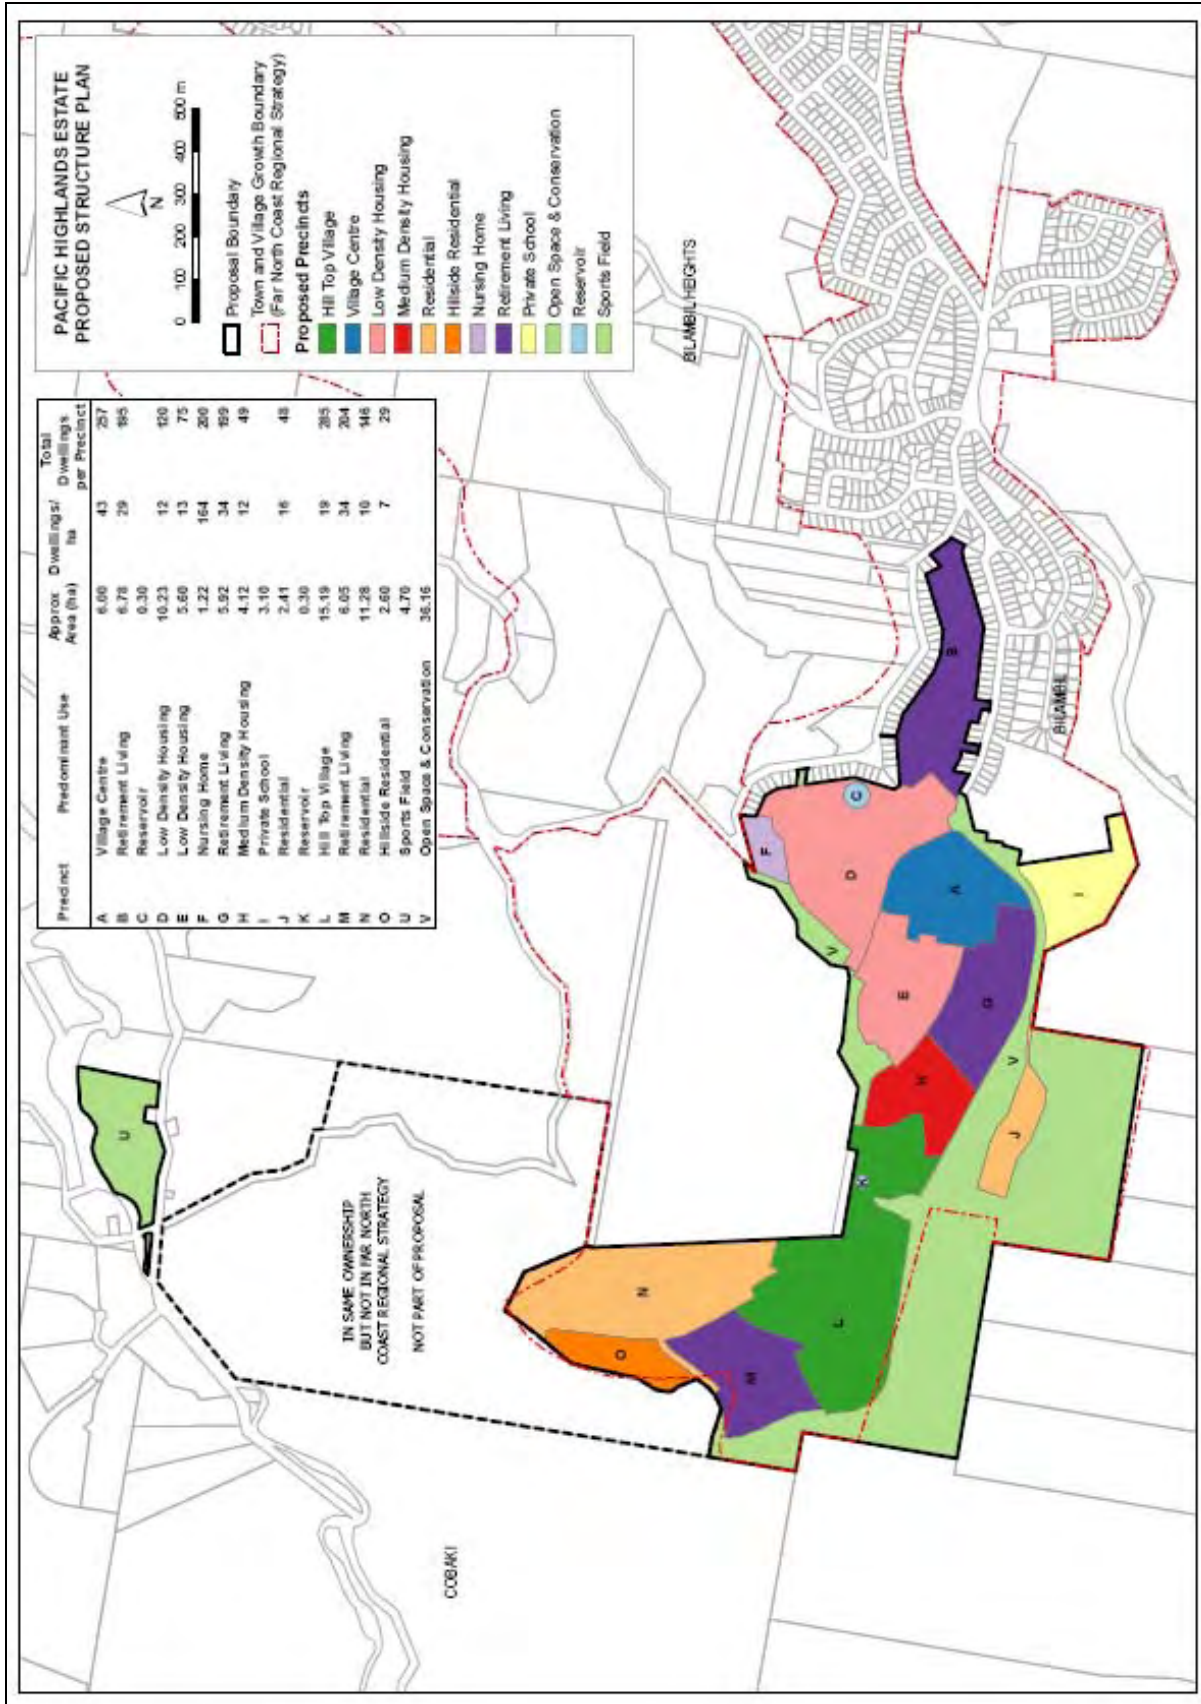 PACIFIC HIGHLANDS ESTATE
PROPOSED STRUCTURE PLAN
N
0 100 200 300 400 500 m
Proposal Boundary
Town and Village Growth Boundary
(Far North Coast Regional Strategy)
Proposed Precincts
Hill Top Village
Village Centre
Low Density Housing
Medium Density Housing
Residential
Hillside Residential
Nursing Home
Retirement Living
Private School
Open Space & Conservation
Reservoir
Sports Field
Precinct Predominant Use Approx Area (ha) Dwellings/ ha Total Dwellings per Precinct
A Village Centre 6.00 43 257
B Retirement Living 6.78 29 195
C Reservoir 0.30
D Low Density Housing 10.23 12 120
E Low Density Housing 5.60 13 75
F Nursing Home 1.22 164 200
G Retirement Living 5.92 34 199
H Medium Density Housing 4.12 12 49
I Private School 3.10
J Residential 2.41 16 48
K Reservoir 0.30
L Hill Top Village 15.19 19 285
M Retirement Living 6.05 34 204
N Residential 11.28 10 146
O Hillside Residential 2.60 7 29
U Sports Field 4.70
V Open Space & Conservation 36.16
U
IN SAME OWNERSHIP
BUT NOT IN FAR NORTH
COAST REGIONAL STRATEGY
NOT PART OF PROPOSAL
COBAKI
BILAMBIL HEIGHTS
BILAMBIL
N
O
M
L
K
H
E
G
V
D
F
C
A
B
I
V
J